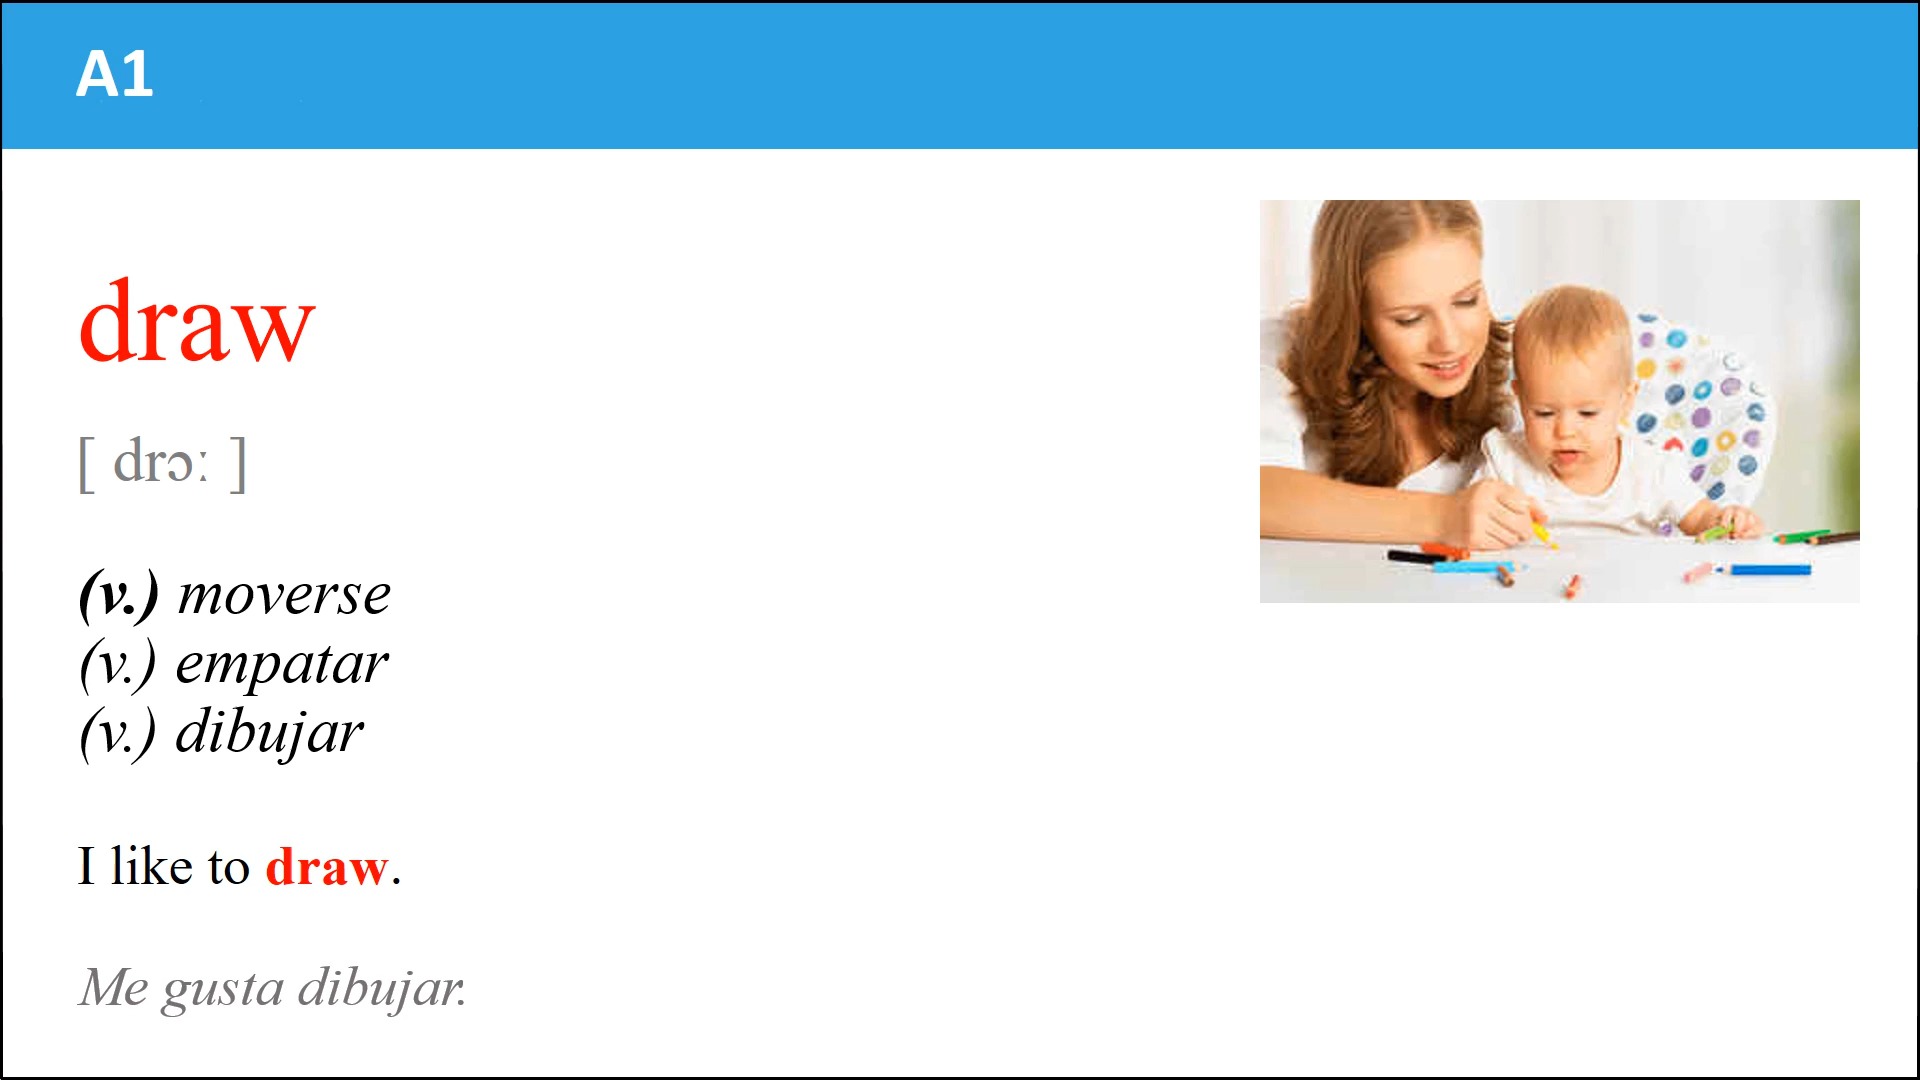 A1
draw
[ drɔː ]
(v.) moverse
(v.) empatar
(v.) dibujar
I like to draw.
Me gusta dibujar.